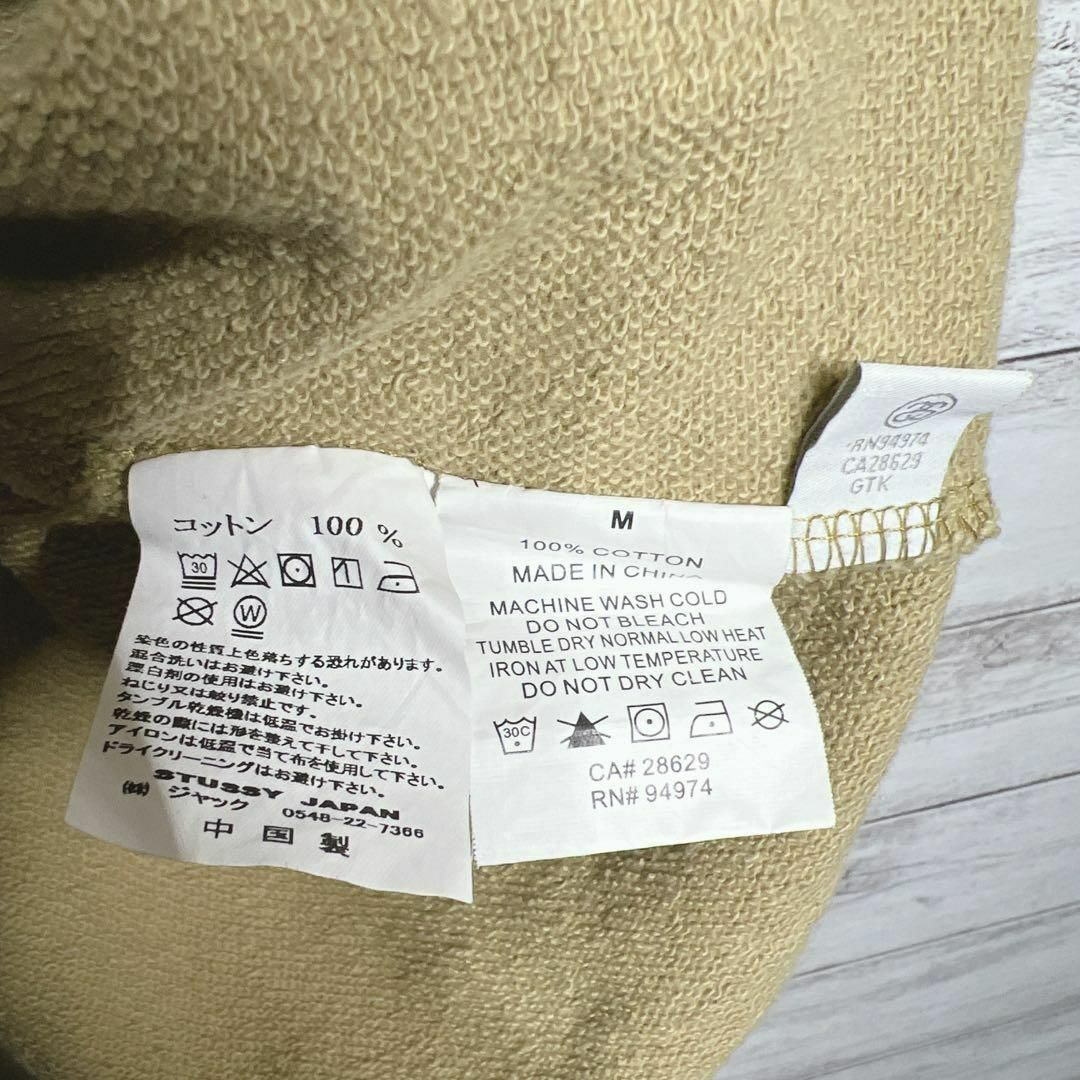 コットン 100 %
30
W
染色の性質上色落ちする恐れがあります。
混合洗いはお避け下さい。
漂白剤の使用はお避け下さい。
ねじり又は絞り禁止です。
タンブル乾燥機は低温でお掛け下さい。
乾燥の際には形を整えて干して下さい。
アイロンは低温で当て布を使用して下さい。
ドライクリーニングはお避け下さい。
STUSSY JAPAN
(株) ジャック 0548-22-7366
中国製
M
100% COTTON
MADE IN CHINA
MACHINE WASH COLD
DO NOT BLEACH
TUMBLE DRY NORMAL LOW HEAT
IRON AT LOW TEMPERATURE
DO NOT DRY CLEAN
30C
CA# 28629
RN# 94974
RN94974
CA28629
GTK